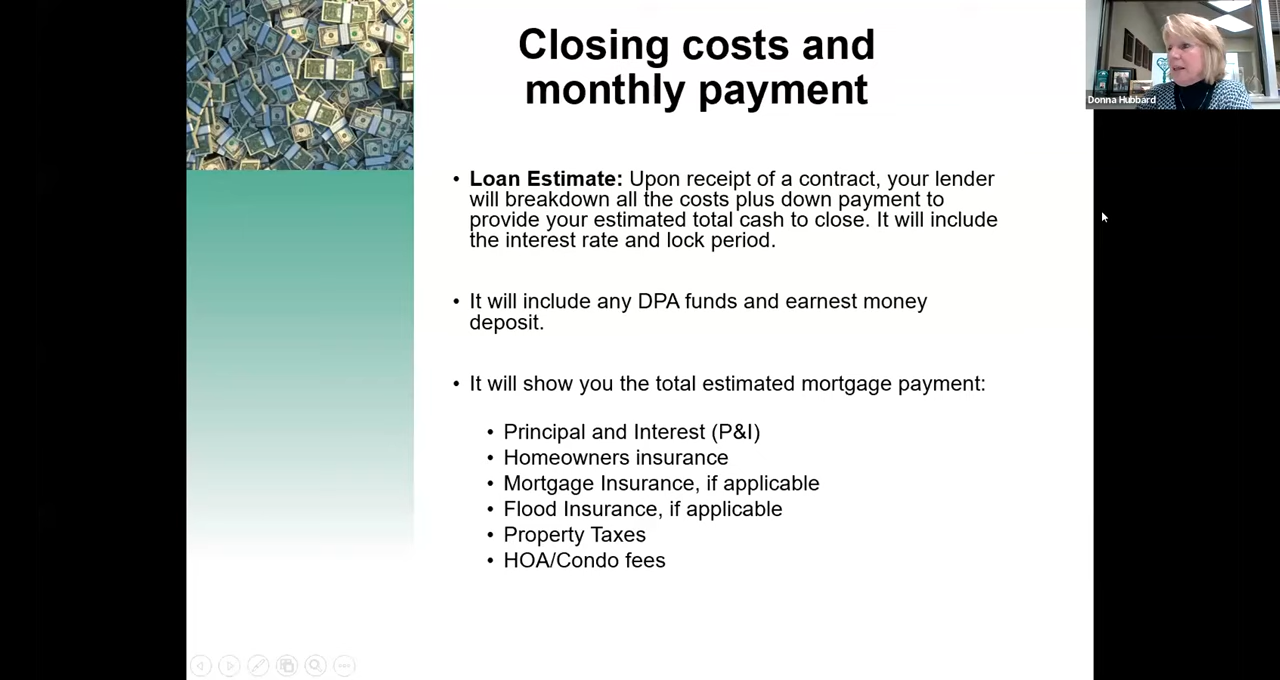 Closing costs and
monthly payment
Donna Hubbard
• Loan Estimate: Upon receipt of a contract, your lender
will breakdown all the costs plus down payment to
provide your estimated total cash to close. It will include
the interest rate and lock period.
• It will include any DPA funds and earnest money
deposit.
• It will show you the total estimated mortgage payment:
• Principal and Interest (P&I)
• Homeowners insurance
• Mortgage Insurance, if applicable
• Flood Insurance, if applicable
• Property Taxes
• HOA/Condo fees